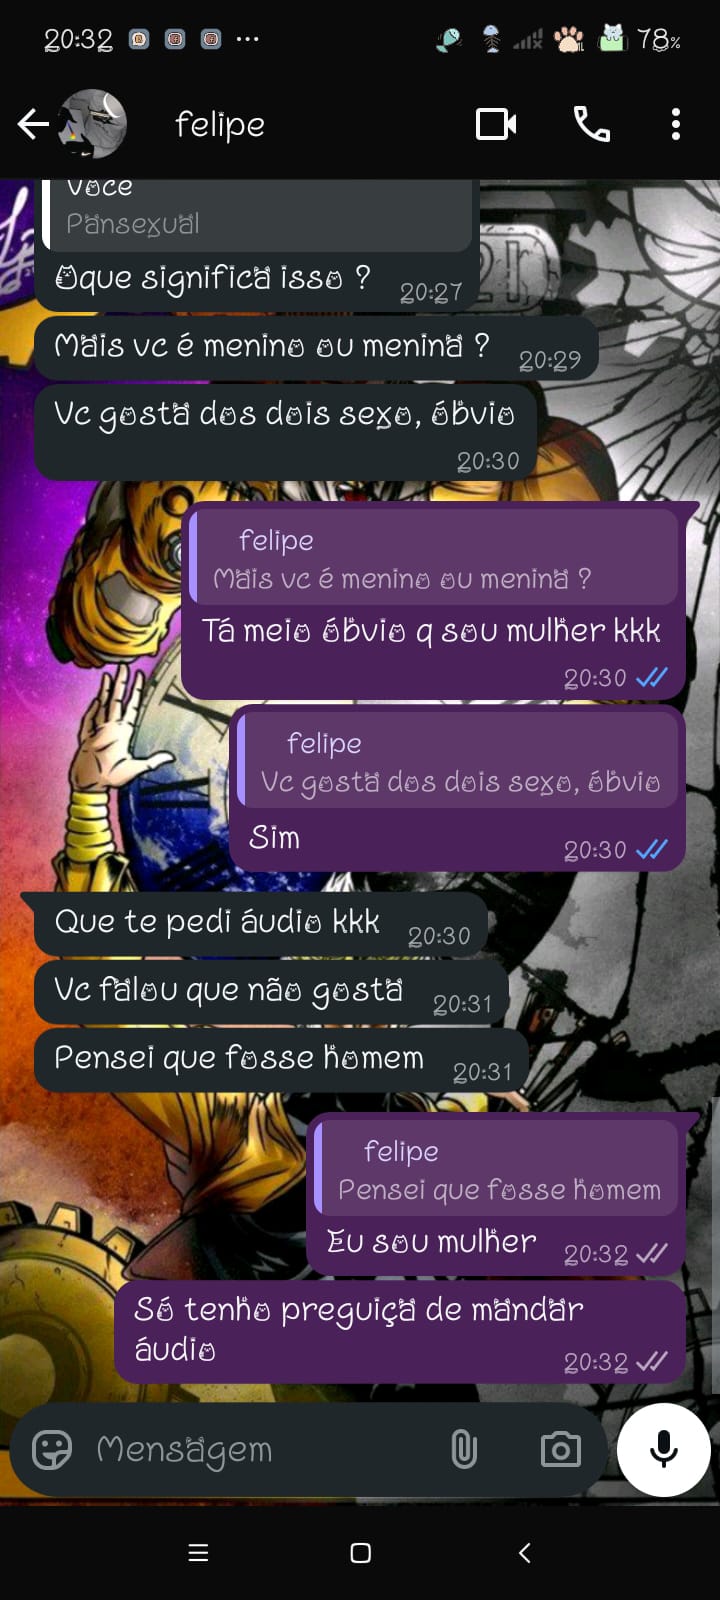 20:32
78%
felipe
Você
Pansexual
Oque significa isso ?
20:27
Mais vc é menino ou menina ?
20:29
Vc gosta dos dois sexo, óbvio
20:30
felipe
Mais vc é menino ou menina ?
Tá meio óbvio q sou mulher kkk
20:30
felipe
Vc gosta dos dois sexo, óbvio
Sim
20:30
Que te pedi áudio kkk
20:30
Vc falou que não gosta
20:31
Pensei que fosse homem
20:31
felipe
Pensei que fosse homem
Eu sou mulher
20:32
Só tenho preguiça de mandar
áudio
20:32
Mensagem